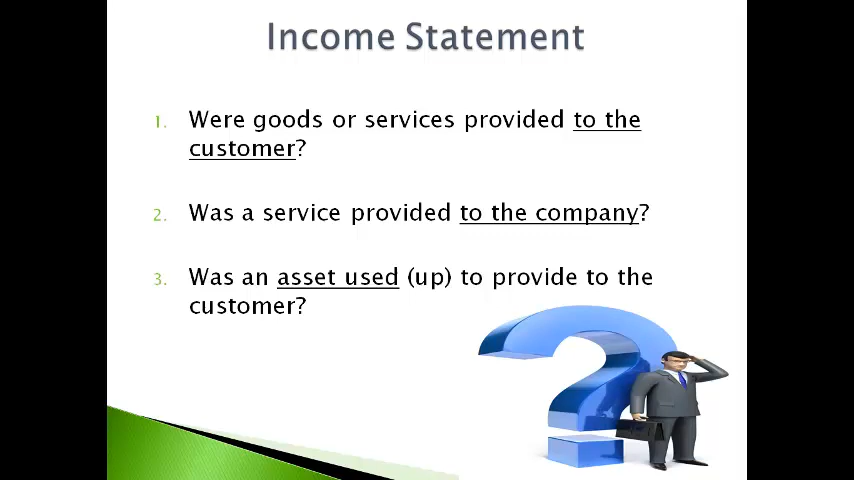 Income Statement
1. Were goods or services provided to the
customer?
2. Was a service provided to the company?
3. Was an asset used (up) to provide to the
customer?